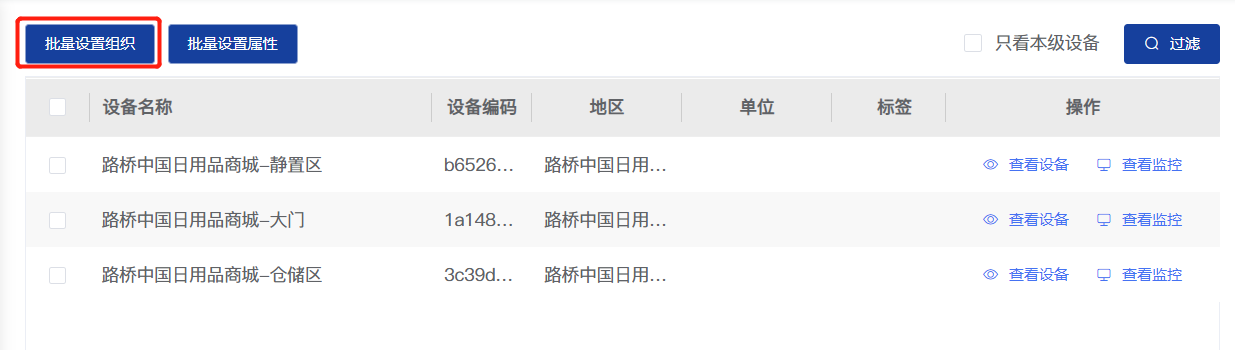 批量设置组织 批量设置属性 只看本级设备 过滤
设备名称 设备编码 地区 单位 标签 操作
路桥中国日用品商城-静置区 b6526... 路桥中国日用... 查看设备 查看监控
路桥中国日用品商城-大门 1a148... 路桥中国日用... 查看设备 查看监控
路桥中国日用品商城-仓储区 3c39d... 路桥中国日用... 查看设备 查看监控